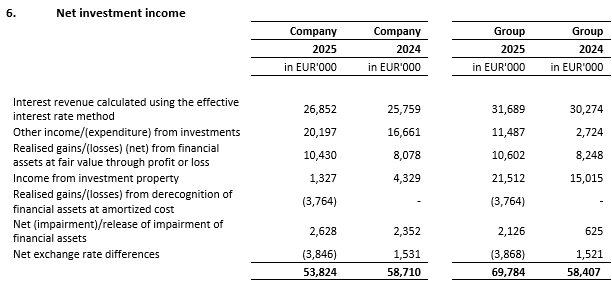 6. Net investment income
Company Company Group Group
2025 2024 2025 2024
in EUR'000 in EUR'000 in EUR'000 in EUR'000
Interest revenue calculated using the effective
interest rate method 26,852 25,759 31,689 30,274
Other income/(expenditure) from investments 20,197 16,661 11,487 2,724
Realised gains/(losses) (net) from financial
assets at fair value through profit or loss 10,430 8,078 10,602 8,248
Income from investment property 1,327 4,329 21,512 15,015
Realised gains/(losses) from derecognition of
financial assets at amortized cost (3,764) - (3,764) -
Net (impairment)/release of impairment of
financial assets 2,628 2,352 2,126 625
Net exchange rate differences (3,846) 1,531 (3,868) 1,521
53,824 58,710 69,784 58,407